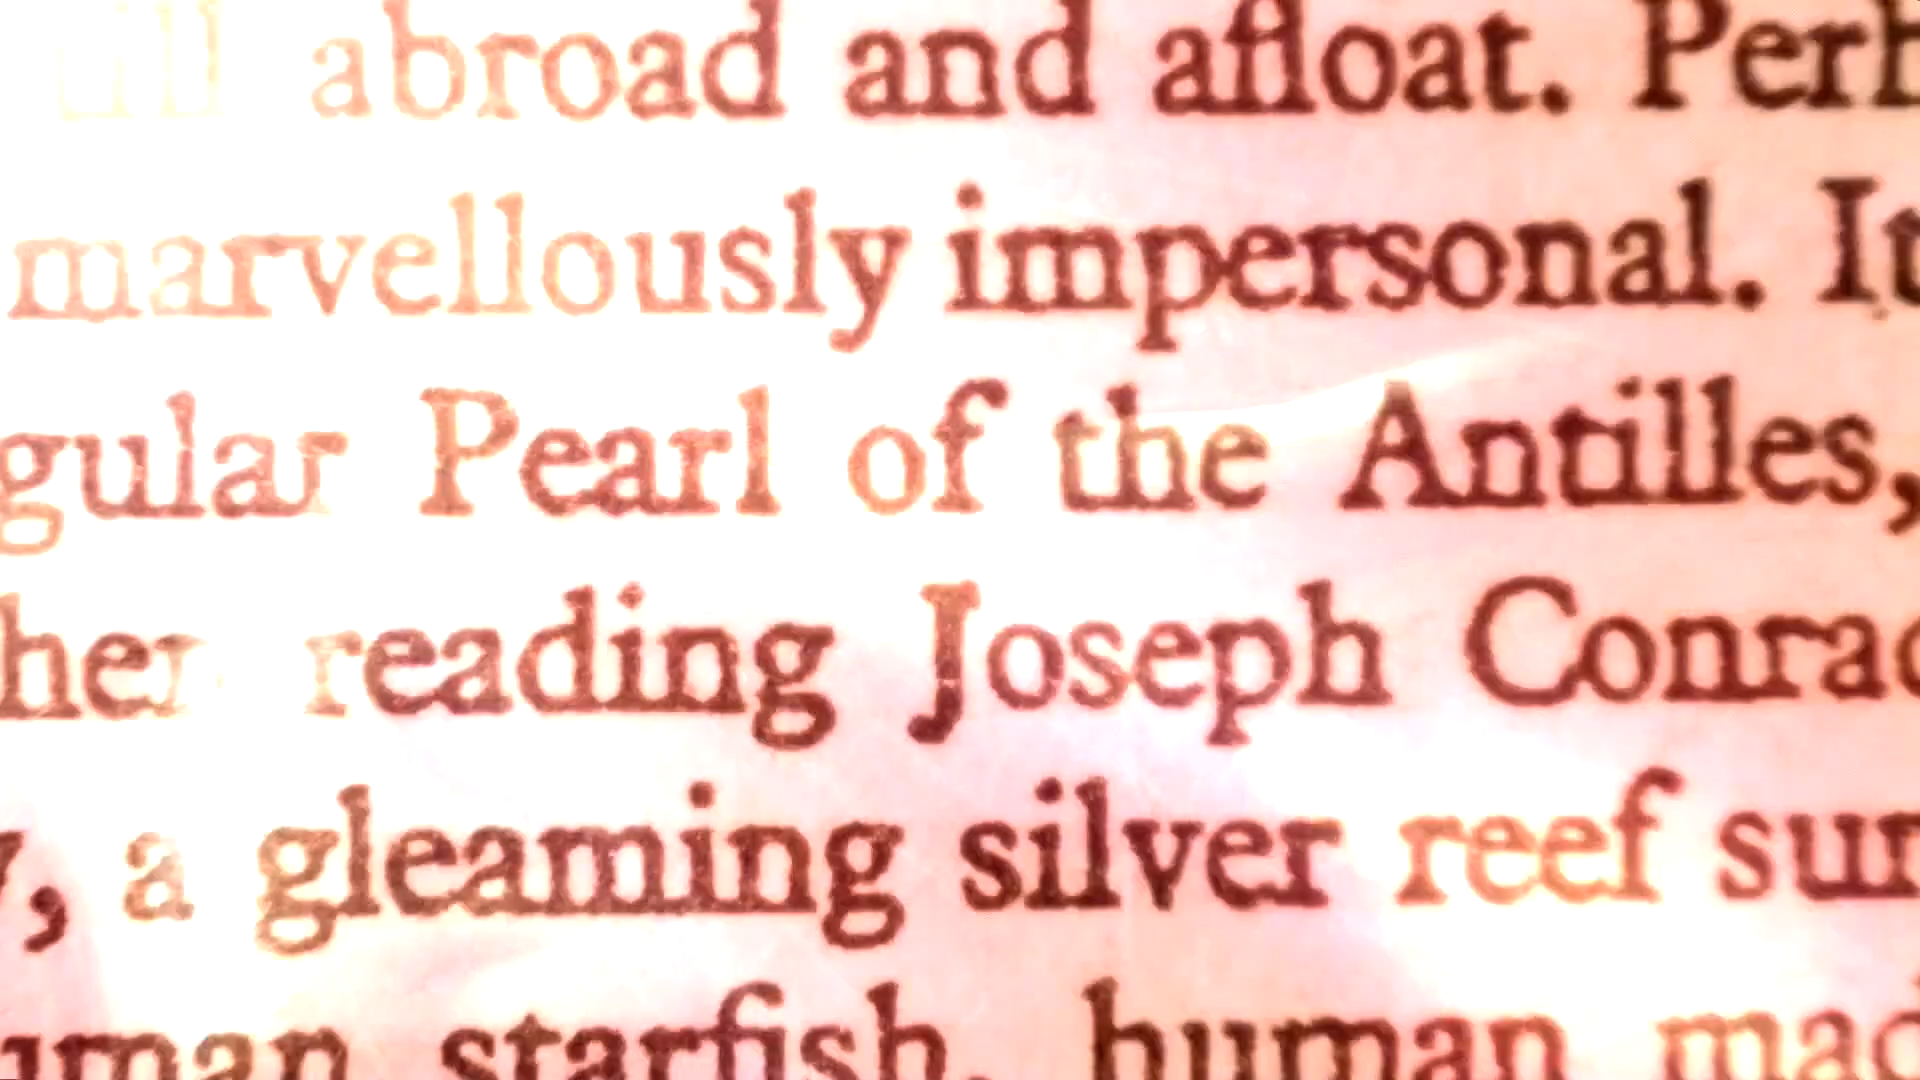 abroad and afloat. Perh
marvellously impersonal. It
gular Pearl of the Antilles,
her reading Joseph Conrad
, a gleaming silver reef sur
uman starfish, human mad